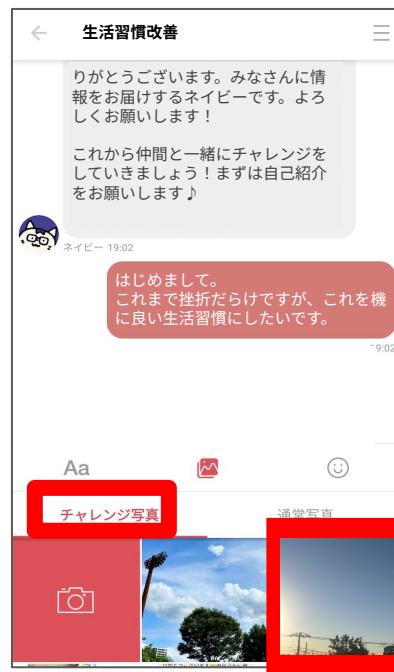 生活習慣改善
りがとうございます。みなさんに情
報をお届けするネイビーです。よろ
しくお願いします！
これから仲間と一緒にチャレンジを
していきましょう！まずは自己紹介
をお願いします♪
ネイビー 19:02
はじめまして。
これまで挫折だらけですが、これを機
に良い生活習慣にしたいです。
19:02
Aa
チャレンジ写真
通常写真